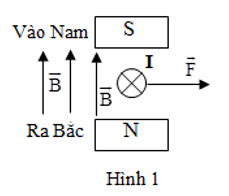 Vào Nam S
I
B B F
Ra Bắc N
Hình 1